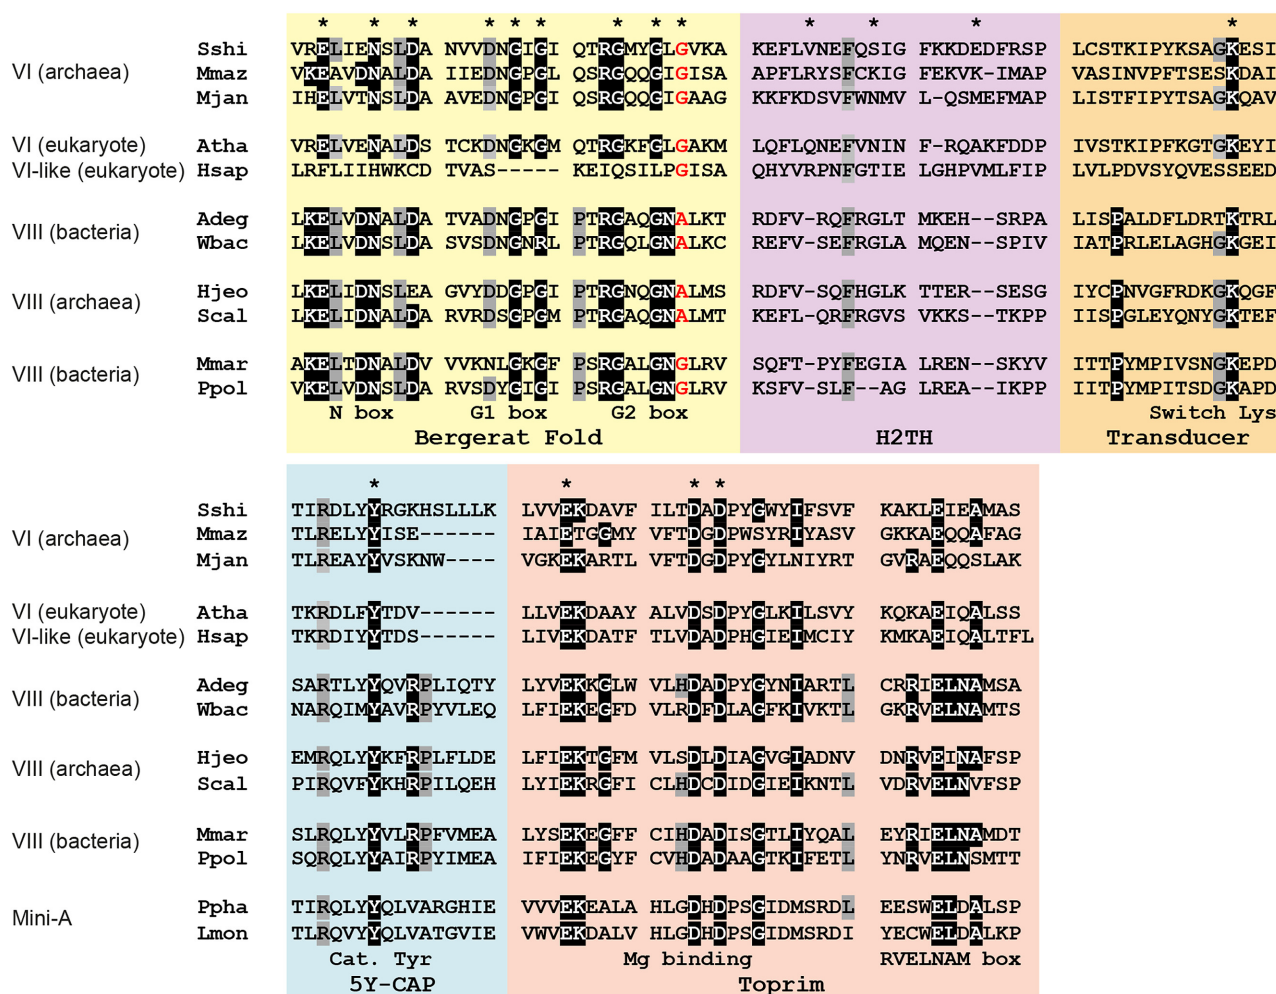 * * * * * * * * * * * * *
Sshi VRELIENSLDA NVVDNGIGI QTRGMYGLGVKA KEFLVNEFQSIG FKKDEDFRSP LCSTKIPYKSAGKESI
VI (archaea) Mmaz VKEAVDNALDA IIEDNGPGL QSRGQQGIGISA APFLRYSFCKIG FEKVK-IMAP VASINVPFTSESKDAI
Mjan IHELVTNSLDA AVEDNGPGI QSRGQQGIGAAG KKFKDSVFWNMV L-QSMEFMAP LISTFIPYTSAGKQAV
VI (eukaryote) Atha VRELVENALDS TCKDNGKGM QTRGKFGLGAKM LQFLQNEFVNIN F-RQAKFDDP IVSTKIPFKGTGKEYI
VI-like (eukaryote) Hsap LRFLIIHWKCD TVAS----- KEIQSILPGISA QHYVRPNFGTIE LGHPVMLFIP LVLPDVSYQVESSEED
Adeg LKELVDNALDA TVADNGPGI PTRGAQGNALKT RDFV-RQFRGLT MKEH--SRPA LISPALDFLDRTKTRL
VIII (bacteria)
Wbac LKELVDNSLDA SVSDNGNRL PTRGQLGNALKC REFV-SEFRGLA MQEN--SPIV IATPRLELAGHGKGEI
Hjeo LKELIDNSLEA GVYDDGPGI PTRGNQGNALMS RDFV-SQFHGLK TTER--SESG IYCPNVGFRDKGKQGF
VIII (archaea)
Scal LKELIDNALDA RVRDSGPGM PTRGAQGNALMT KEFL-QRFRGVS VKKS--TKPP IISPGLEYQNYGKTEF
Mmar AKELTDNALDV VVKNLGKGF PSRGALGNGLRV SQFT-PYFEGIA LREN--SKYV ITTPYMPIVSNGKEPD
VIII (bacteria)
Ppol VKELVDNSLDA RVSDYGIGI PSRGALGNGLRV KSFV-SLF--AG LREA--IKPP IITPYMPITSDGKAPD
N box G1 box G2 box Switch Lys
Bergerat Fold H2TH Transducer
* * * *
Sshi TIRDLYYRGKHSLLLK LVVEKDAVF ILTDADPYGWYIFSVF KAKLEIEAMAS
VI (archaea) Mmaz TLRELYYISE------ IAIETGGMY VFTDGDPWSYRIYASV GKKAEQQAFAG
Mjan TLREAYYVSKNW---- VGKEKARTL VFTDGDPYGYLNIYRT GVRAEQQSLAK
VI (eukaryote) Atha TKRDLFYTDV------ LLVEKDAAY ALVDSDPYGLKILSVY KQKAEIQALSS
VI-like (eukaryote) Hsap TKRDIYYTDS------ LIVEKDATF TLVDADPHGIEIMCIY KMKAEIQALTFL
Adeg SARTLYYQVRPLIQTY LYVEKKGLW VLHDADPYGYNIARTL CRRIELNAMSA
VIII (bacteria)
Wbac NARQIMYAVRPYVLEQ LFIEKEGFD VLRDFDLAGFKIVKTL GKRVELNAMTS
Hjeo EMRQLYYKFRPLFLDE LFIEKTGFM VLSDLDIAGVGIADNV DNRVEINAFSP
VIII (archaea)
Scal PIRQVFYKHRPILQEH LYIEKRGFI CLHDCDIDGIEIKNTL VDRVELNVFSP
Mmar SLRQLYYVLRPFVMEA LYSEKEGFF CIHDADISGTLIYQAL EYRIELNAMDT
VIII (bacteria)
Ppol SQRQLYYAIRPYIMEA IFIEKEGYF CVHDADAAGTKIFETL YNRVELNSMTT
Ppha TIRQLYYQLVARGHIE VVVEKEALA HLGDHDPSGIDMSRDL EESWELDALSP
Mini-A
Lmon TLRQVYYQLVATGVIE VWVEKDALV HLGDHDPSGIDMSRDI YECWELDALKP
Cat. Tyr Mg binding RVELNAM box
5Y-CAP Toprim